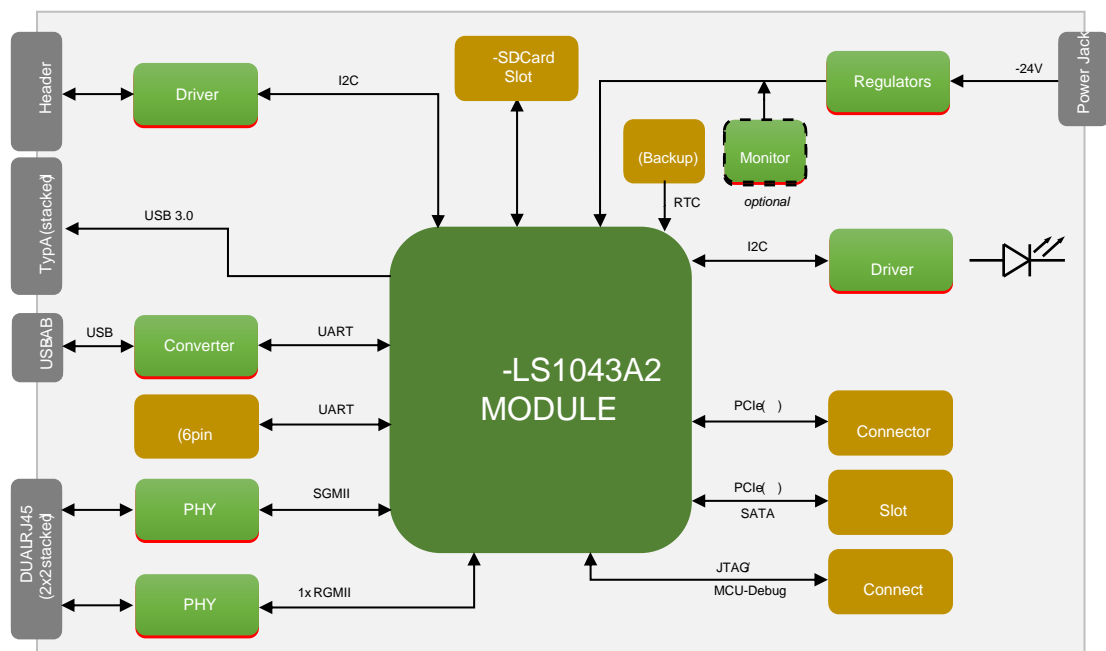 Header
Driver
I2C
-SDCard
Slot
Regulators
-24V
Power Jack
(Backup)
Monitor
RTC
optional
TypA(stacked)
USB 3.0
I2C
Driver
USBAB
USB
Converter
UART
-LS1043A2
MODULE
(6pin
UART
PCIe( )
Connector
DUALRJ45
(2x2stacked)
PHY
SGMII
PCIe( )
SATA
Slot
PHY
1x RGMII
JTAG/
MCU-Debug
Connect